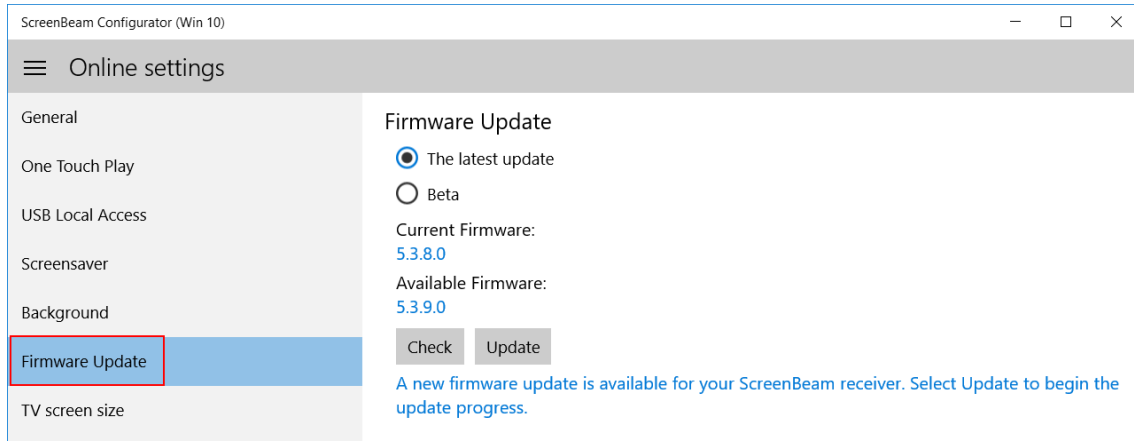 ScreenBeam Configurator (Win 10)
Online settings
General
One Touch Play
USB Local Access
Screensaver
Background
Firmware Update
TV screen size
Firmware Update
The latest update
Beta
Current Firmware:
5.3.8.0
Available Firmware:
5.3.9.0
Check Update
A new firmware update is available for your ScreenBeam receiver. Select Update to begin the
update progress.